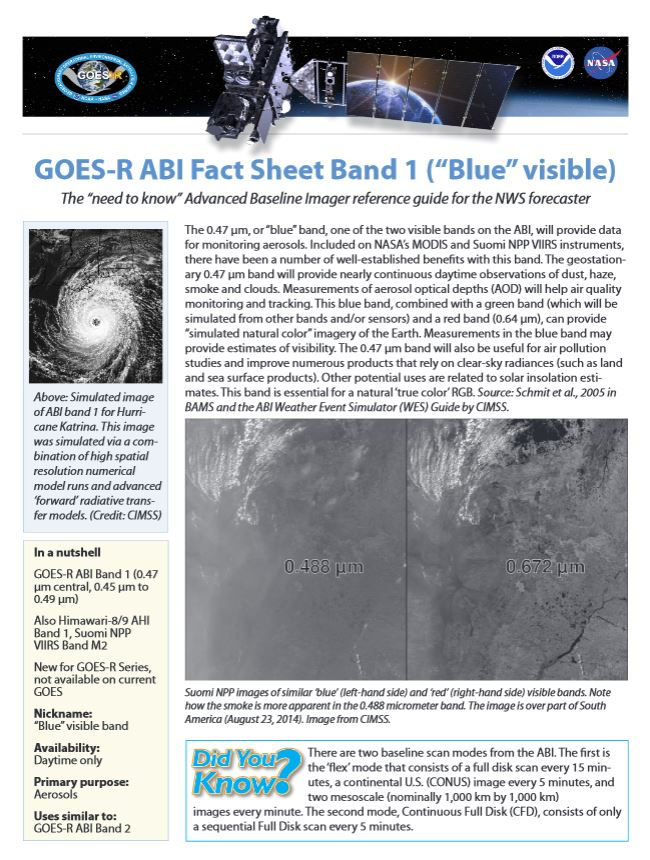 GOES-R
NOAA
NASA
GOES-R ABI Fact Sheet Band 1 (“Blue” visible)
The “need to know” Advanced Baseline Imager reference guide for the NWS forecaster
Above: Simulated image
of ABI band 1 for Hurri-
cane Katrina. This image
was simulated via a com-
bination of high spatial
resolution numerical
model runs and advanced
‘forward’ radiative trans-
fer models. (Credit: CIMSS)
In a nutshell
GOES-R ABI Band 1 (0.47
µm central, 0.45 µm to
0.49 µm)
Also Himawari-8/9 AHI
Band 1, Suomi NPP
VIIRS Band M2
New for GOES-R Series,
not available on current
GOES
Nickname:
“Blue” visible band
Availability:
Daytime only
Primary purpose:
Aerosols
Uses similar to:
GOES-R ABI Band 2
The 0.47 µm, or “blue” band, one of the two visible bands on the ABI, will provide data
for monitoring aerosols. Included on NASA’s MODIS and Suomi NPP VIIRS instruments,
there have been a number of well-established benefits with this band. The geostation-
ary 0.47 µm band will provide nearly continuous daytime observations of dust, haze,
smoke and clouds. Measurements of aerosol optical depths (AOD) will help air quality
monitoring and tracking. This blue band, combined with a green band (which will be
simulated from other bands and/or sensors) and a red band (0.64 µm), can provide
“simulated natural color” imagery of the Earth. Measurements in the blue band may
provide estimates of visibility. The 0.47 µm band will also be useful for air pollution
studies and improve numerous products that rely on clear-sky radiances (such as land
and sea surface products). Other potential uses are related to solar insolation esti-
mates. This band is essential for a natural ‘true color’ RGB. Source: Schmit et al., 2005 in
BAMS and the ABI Weather Event Simulator (WES) Guide by CIMSS.
0.488 µm
0.672 µm
Suomi NPP images of similar ‘blue’ (left-hand side) and ‘red’ (right-hand side) visible bands. Note
how the smoke is more apparent in the 0.488 micrometer band. The image is over part of South
America (August 23, 2014). Image from CIMSS.
Did You
Know?
There are two baseline scan modes from the ABI. The first is
the ‘flex’ mode that consists of a full disk scan every 15 min-
utes, a continental U.S. (CONUS) image every 5 minutes, and
two mesoscale (nominally 1,000 km by 1,000 km)
images every minute. The second mode, Continuous Full Disk (CFD), consists of only
a sequential Full Disk scan every 5 minutes.